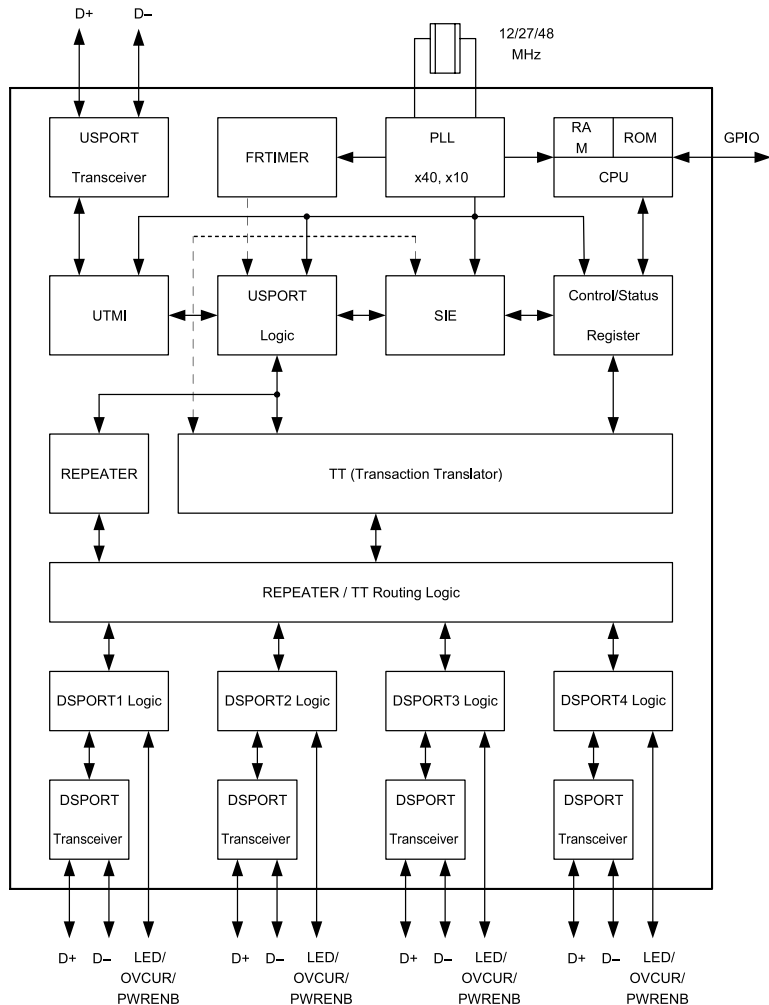 D+
D–
12/27/48
MHz
USPORT
Transceiver
FRTIMER
PLL
x40, x10
RA
M
ROM
CPU
GPIO
UTMI
USPORT
Logic
SIE
Control/Status
Register
REPEATER
TT (Transaction Translator)
REPEATER / TT Routing Logic
DSPORT1 Logic
DSPORT2 Logic
DSPORT3 Logic
DSPORT4 Logic
DSPORT
Transceiver
DSPORT
Transceiver
DSPORT
Transceiver
DSPORT
Transceiver
D+
D–
LED/
OVCUR/
PWRENB
D+
D–
LED/
OVCUR/
PWRENB
D+
D–
LED/
OVCUR/
PWRENB
D+
D–
LED/
OVCUR/
PWRENB